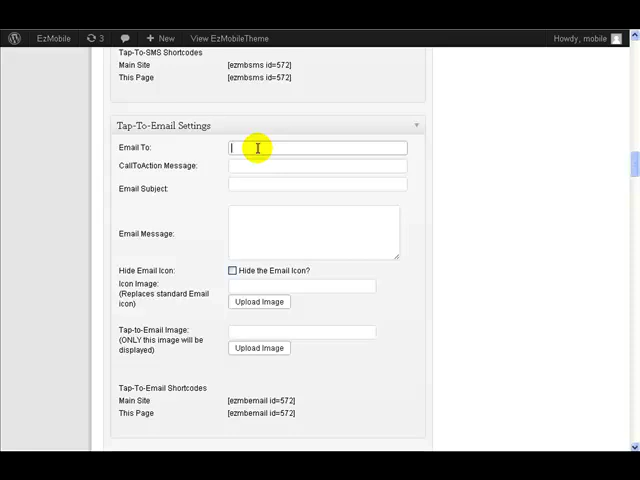 EzMobile 3 New View EzMobileTheme Howdy, mobile
Tap-To-SMS Shortcodes
Main Site [ezmbsms id=572]
This Page [ezmbsms id=572]
Tap-To-Email Settings
Email To:
CallToAction Message:
Email Subject:
Email Message:
Hide Email Icon: Hide the Email Icon?
Icon Image:
(Replaces standard Email
icon)
Upload Image
Tap-to-Email Image:
(ONLY this image will be
displayed)
Upload Image
Tap-To-Email Shortcodes
Main Site [ezmbemail id=572]
This Page [ezmbemail id=572]